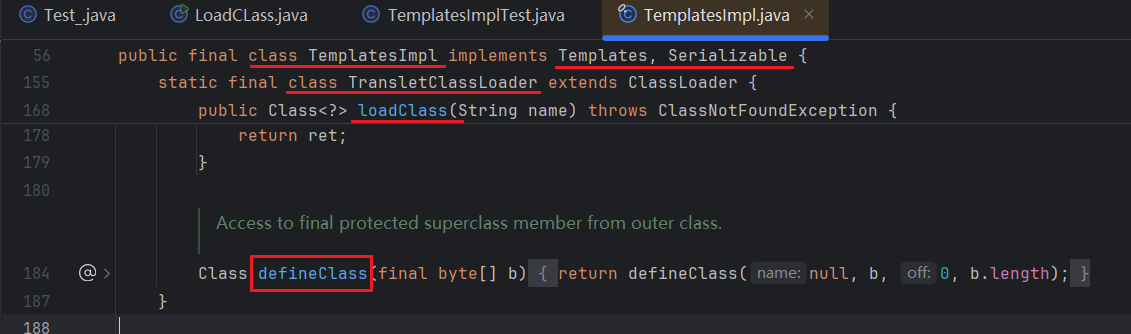 Test_.java LoadCLass.java TemplatesImplTest.java TemplatesImpl.java
56 public final class TemplatesImpl implements Templates, Serializable {
155 static final class TransletClassLoader extends ClassLoader {
168 public Class<?> loadClass(String name) throws ClassNotFoundException {
178 return ret;
179 }
180
Access to final protected superclass member from outer class.
184 @ Class defineClass(final byte[] b) { return defineClass( name: null, b, off: 0, b.length); }
187 }
188